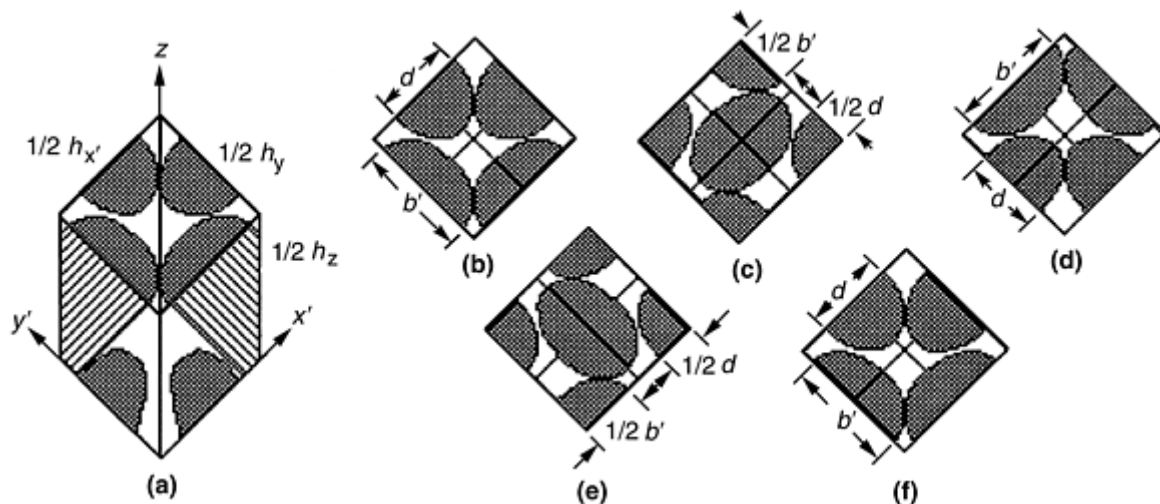 z
1/2 h_x′
1/2 h_y
1/2 h_z
y′
x′
(a)
d
b′
(b)
1/2 b′
1/2 d
(c)
b′
d
(d)
1/2 d
1/2 b′
(e)
d
b′
(f)